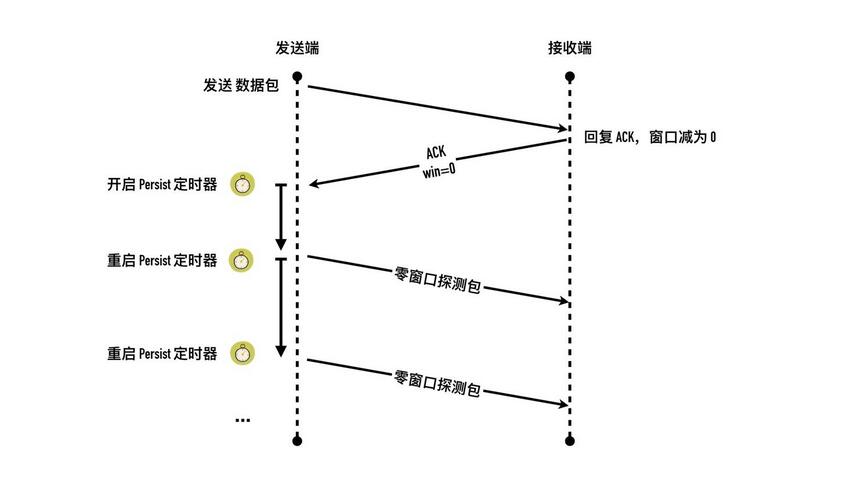 发送端
接收端
发送 数据包
回复 ACK，窗口减为 0
ACK
win=0
开启 Persist 定时器
重启 Persist 定时器
零窗口探测包
重启 Persist 定时器
零窗口探测包
...